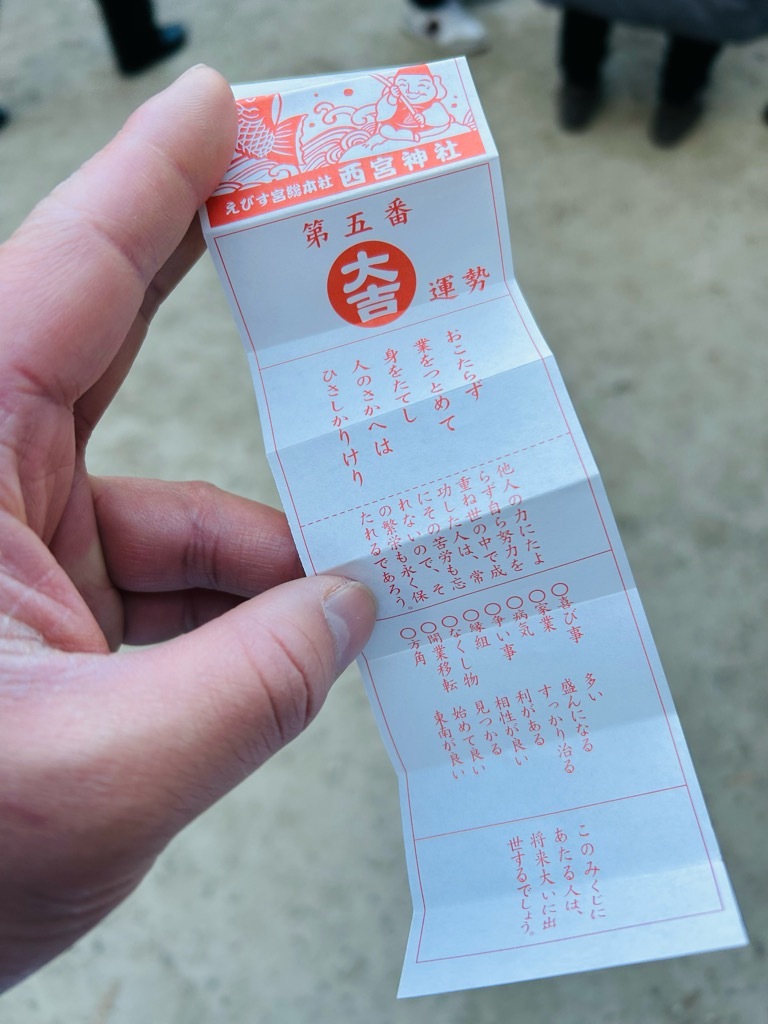 えびす宮総本社 西宮神社
第五番
大吉
運勢
おこたらず
業をつとめて
身をたてし
人のさかへは
ひさしかりけり
他人の力にたよ
らず自ら努力を
重ね世の中で成
功した人は、常
にその苦労も忘
れないので、そ
の繁栄も永く保
たれるであろう。
○喜び事 多い
○家業 盛んになる
○病気 すっかり治る
○争い事 利がある
○縁組 相性が良い
○なくし物 見つかる
○開業移転 始めて良い
○方角 東南が良い
このみくじに
あたる人は、
将来大いに出
世するでしょう。